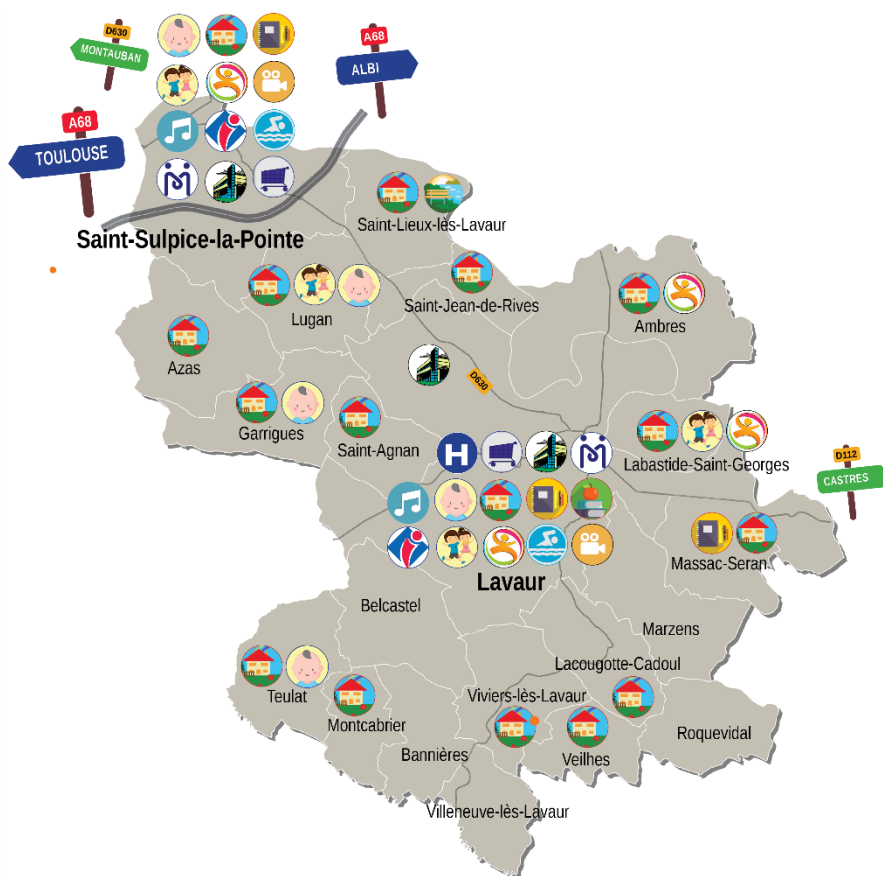 D630
MONTAUBAN
A68
ALBI
A68
TOULOUSE
Saint-Sulpice-la-Pointe
Saint-Lieux-lès-Lavaur
Saint-Jean-de-Rives
Lugan
Ambres
Azas
D630
Garrigues
Saint-Agnan
H
Labastide-Saint-Georges
D112
CASTRES
Massac-Seran
Lavaur
Belcastel
Marzens
Lacougotte-Cadoul
Teulat
Viviers-lès-Lavaur
Montcabrier
Roquevidal
Bannières
Veilhes
Villeneuve-lès-Lavaur